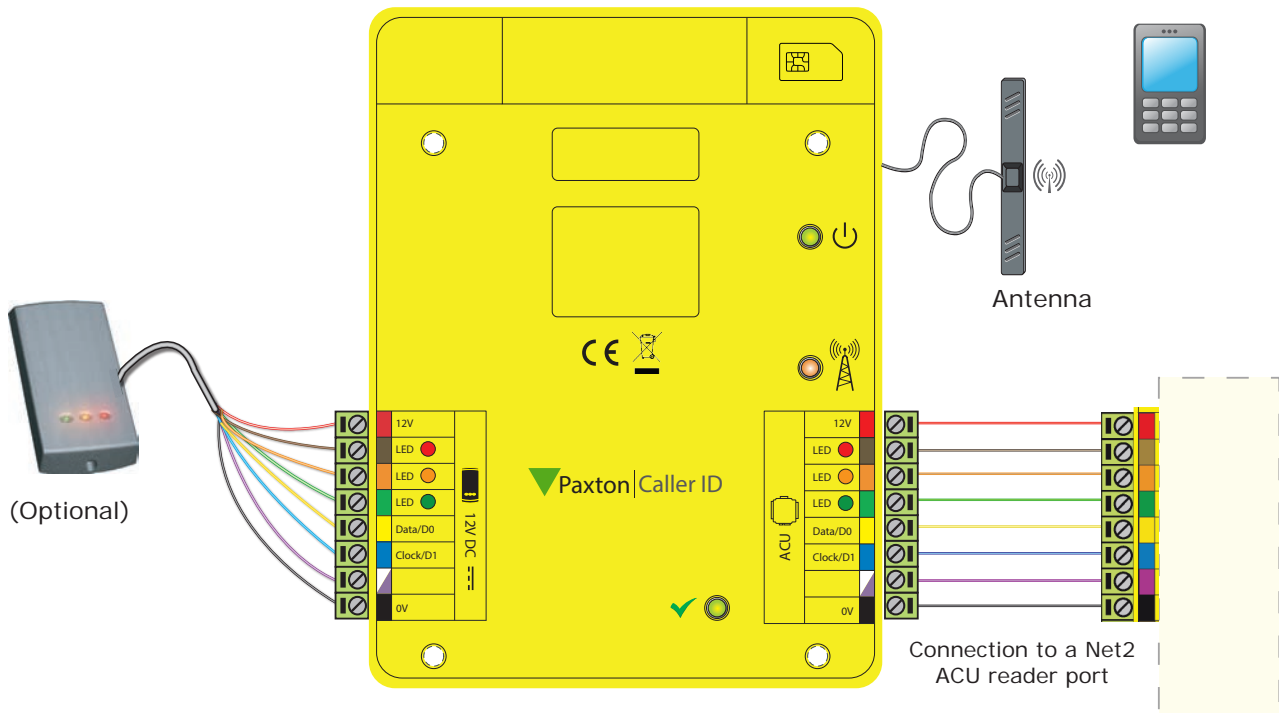 Antenna
(Optional)
CE
12V
LED
LED
LED
Data/D0
Clock/D1
0V
12V DC
Paxton Caller ID
ACU
12V
LED
LED
LED
Data/D0
Clock/D1
0V
Connection to a Net2
ACU reader port